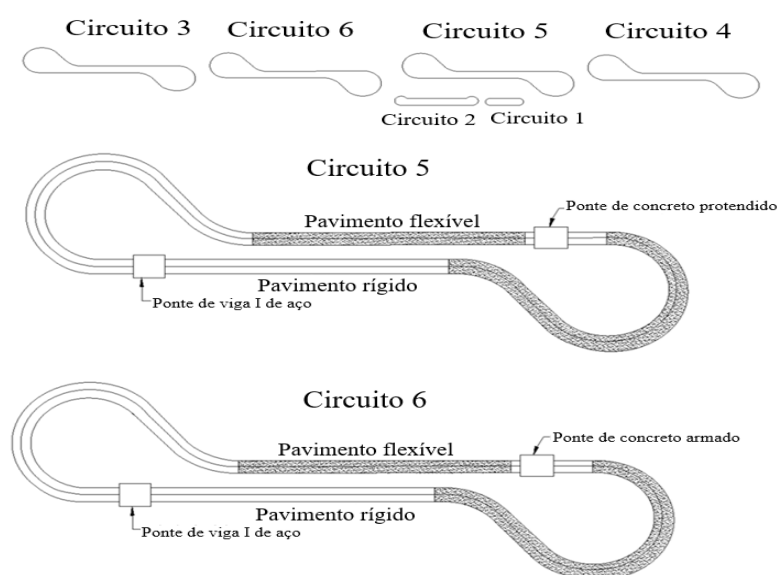 Circuito 3
Circuito 6
Circuito 5
Circuito 4
Circuito 2
Circuito 1
Circuito 5
Ponte de concreto protendido
Pavimento flexível
Pavimento rígido
Ponte de viga I de aço
Circuito 6
Ponte de concreto armado
Pavimento flexível
Pavimento rígido
Ponte de viga I de aço